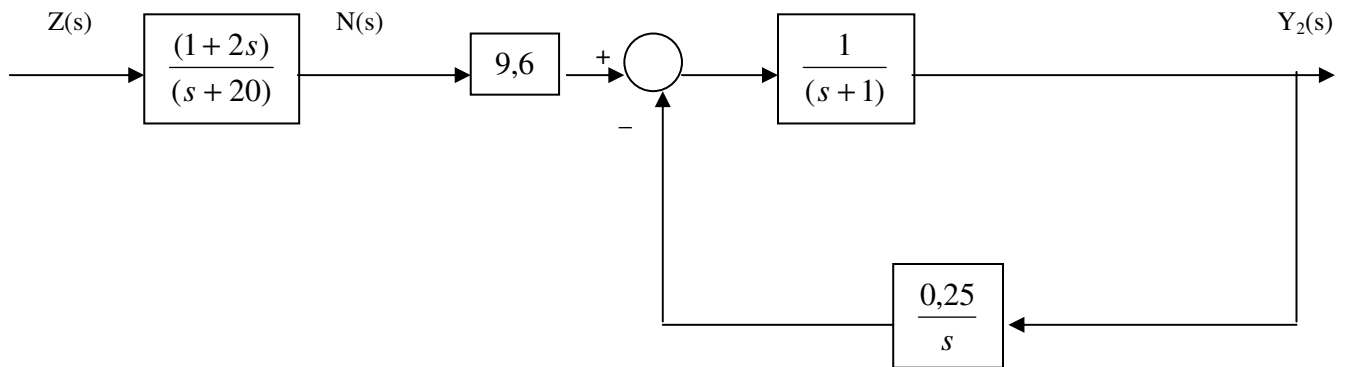 Z(s)
(1+2s)
(s+20)
N(s)
9,6
+
−
1
(s+1)
Y₂(s)
0,25
s